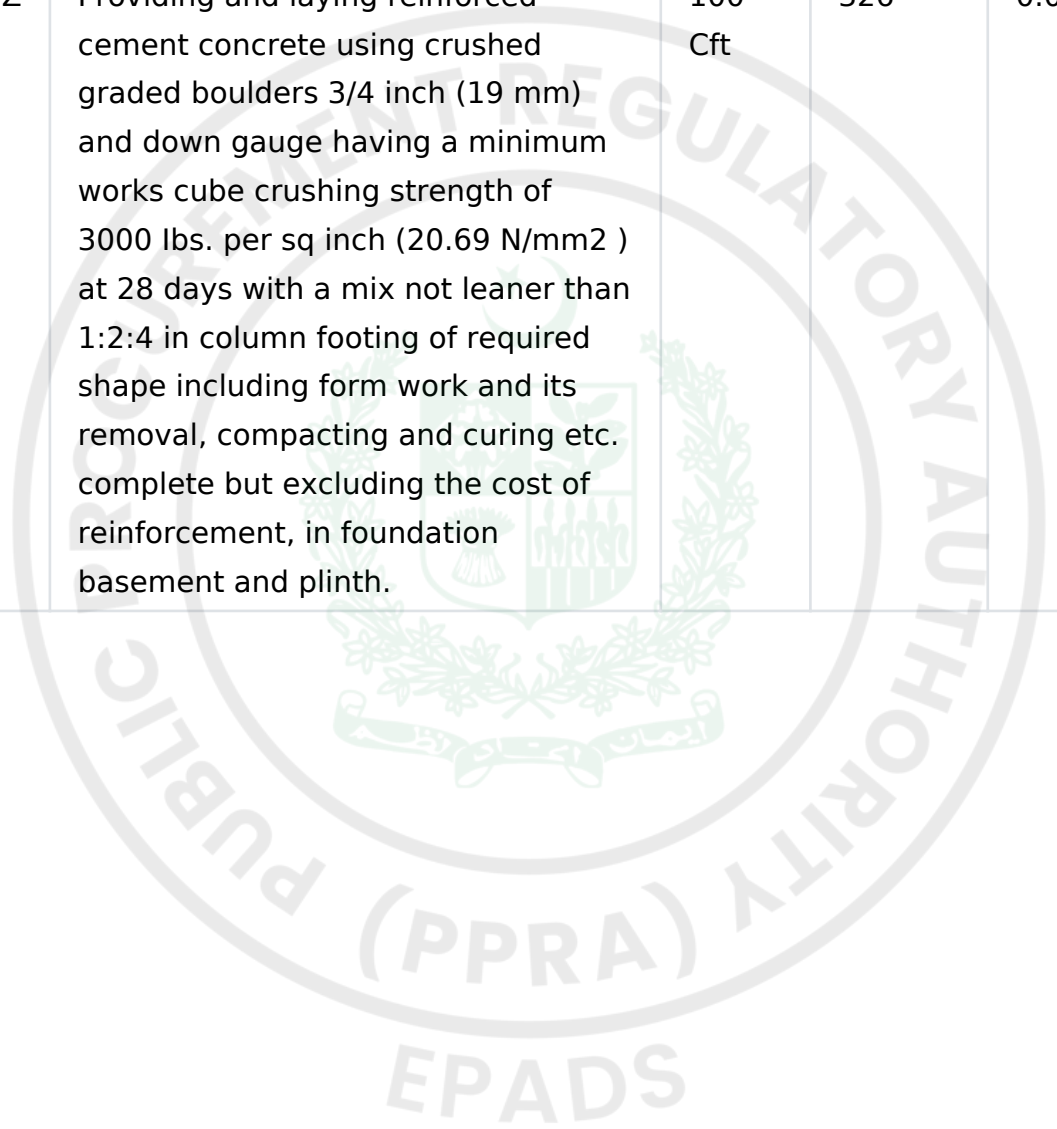 Providing and laying reinforced
100
cement concrete using crushed
Cft
graded boulders 3/4 inch (19 mm)
and down gauge having a minimum
works cube crushing strength of
3000 Ibs. per sq inch (20.69 N/mm2 )
at 28 days with a mix not leaner than
1:2:4 in column footing of required
shape including form work and its
removal, compacting and curing etc.
complete but excluding the cost of
reinforcement, in foundation
basement and plinth.
PUBLIC PROCUREMENT REGULATORY AUTHORITY
(PPRA)
EPADS